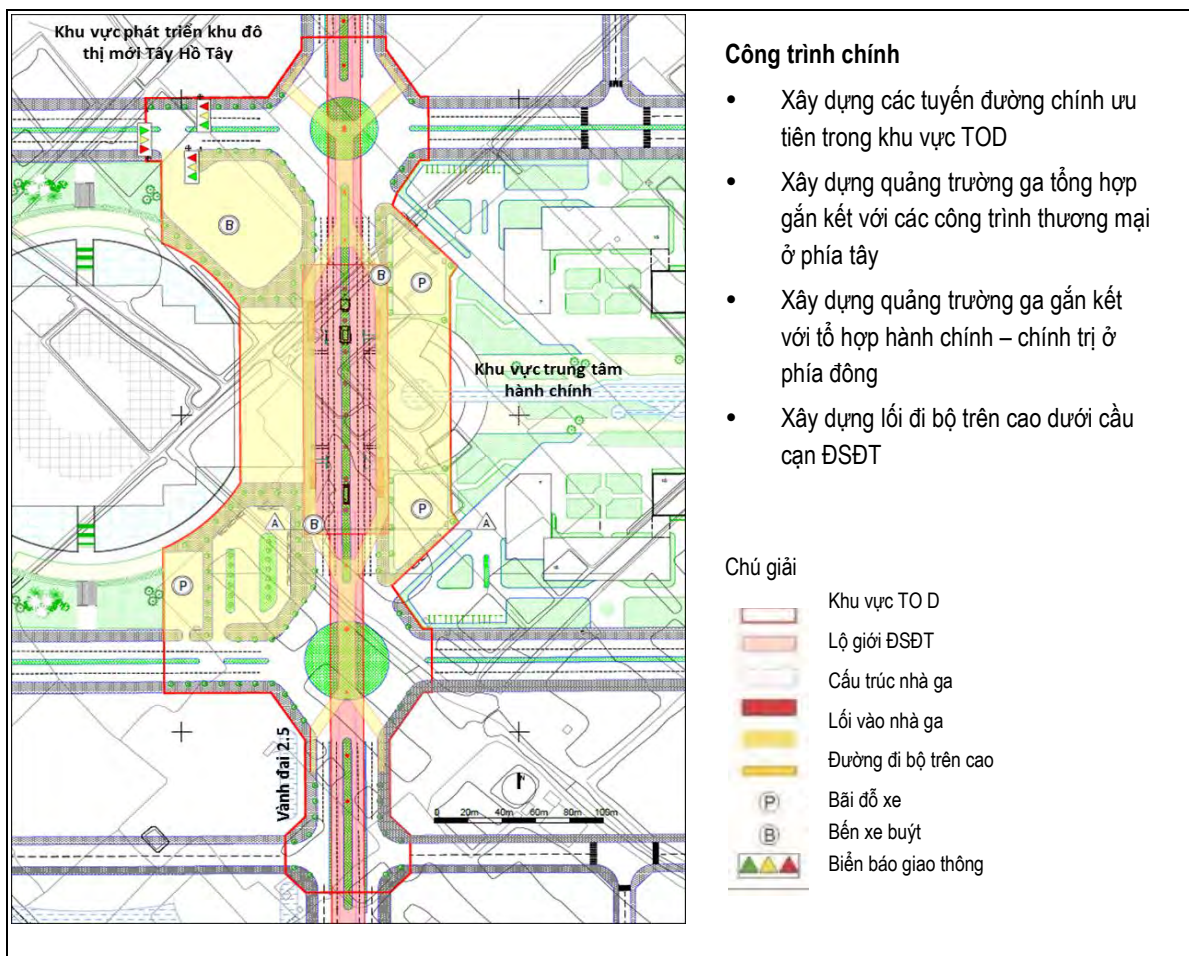 Khu vực phát triển khu đô
thị mới Tây Hồ Tây
B
B
P
Khu vực trung tâm
hành chính
P
A
B
A
P
Vành đai 2.5
0 20m 40m 60m 80m 100m
Công trình chính
• Xây dựng các tuyến đường chính ưu
tiên trong khu vực TOD
• Xây dựng quảng trường ga tổng hợp
gắn kết với các công trình thương mại
ở phía tây
• Xây dựng quảng trường ga gắn kết
với tổ hợp hành chính – chính trị ở
phía đông
• Xây dựng lối đi bộ trên cao dưới cầu
cạn ĐSĐT
Chú giải
Khu vực TO D
Lộ giới ĐSĐT
Cấu trúc nhà ga
Lối vào nhà ga
Đường đi bộ trên cao
P Bãi đỗ xe
B Bến xe buýt
Biển báo giao thông